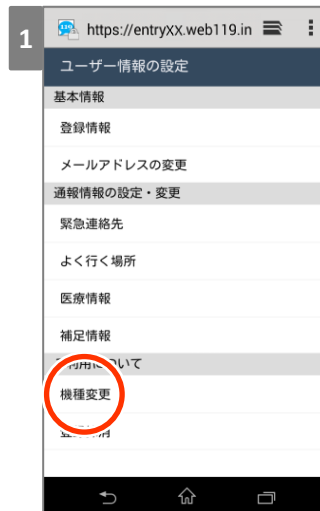 1
https://entryXX.web119.in
ユーザー情報の設定
基本情報
登録情報
メールアドレスの変更
通報情報の設定・変更
緊急連絡先
よく行く場所
医療情報
補足情報
ご利用について
機種変更